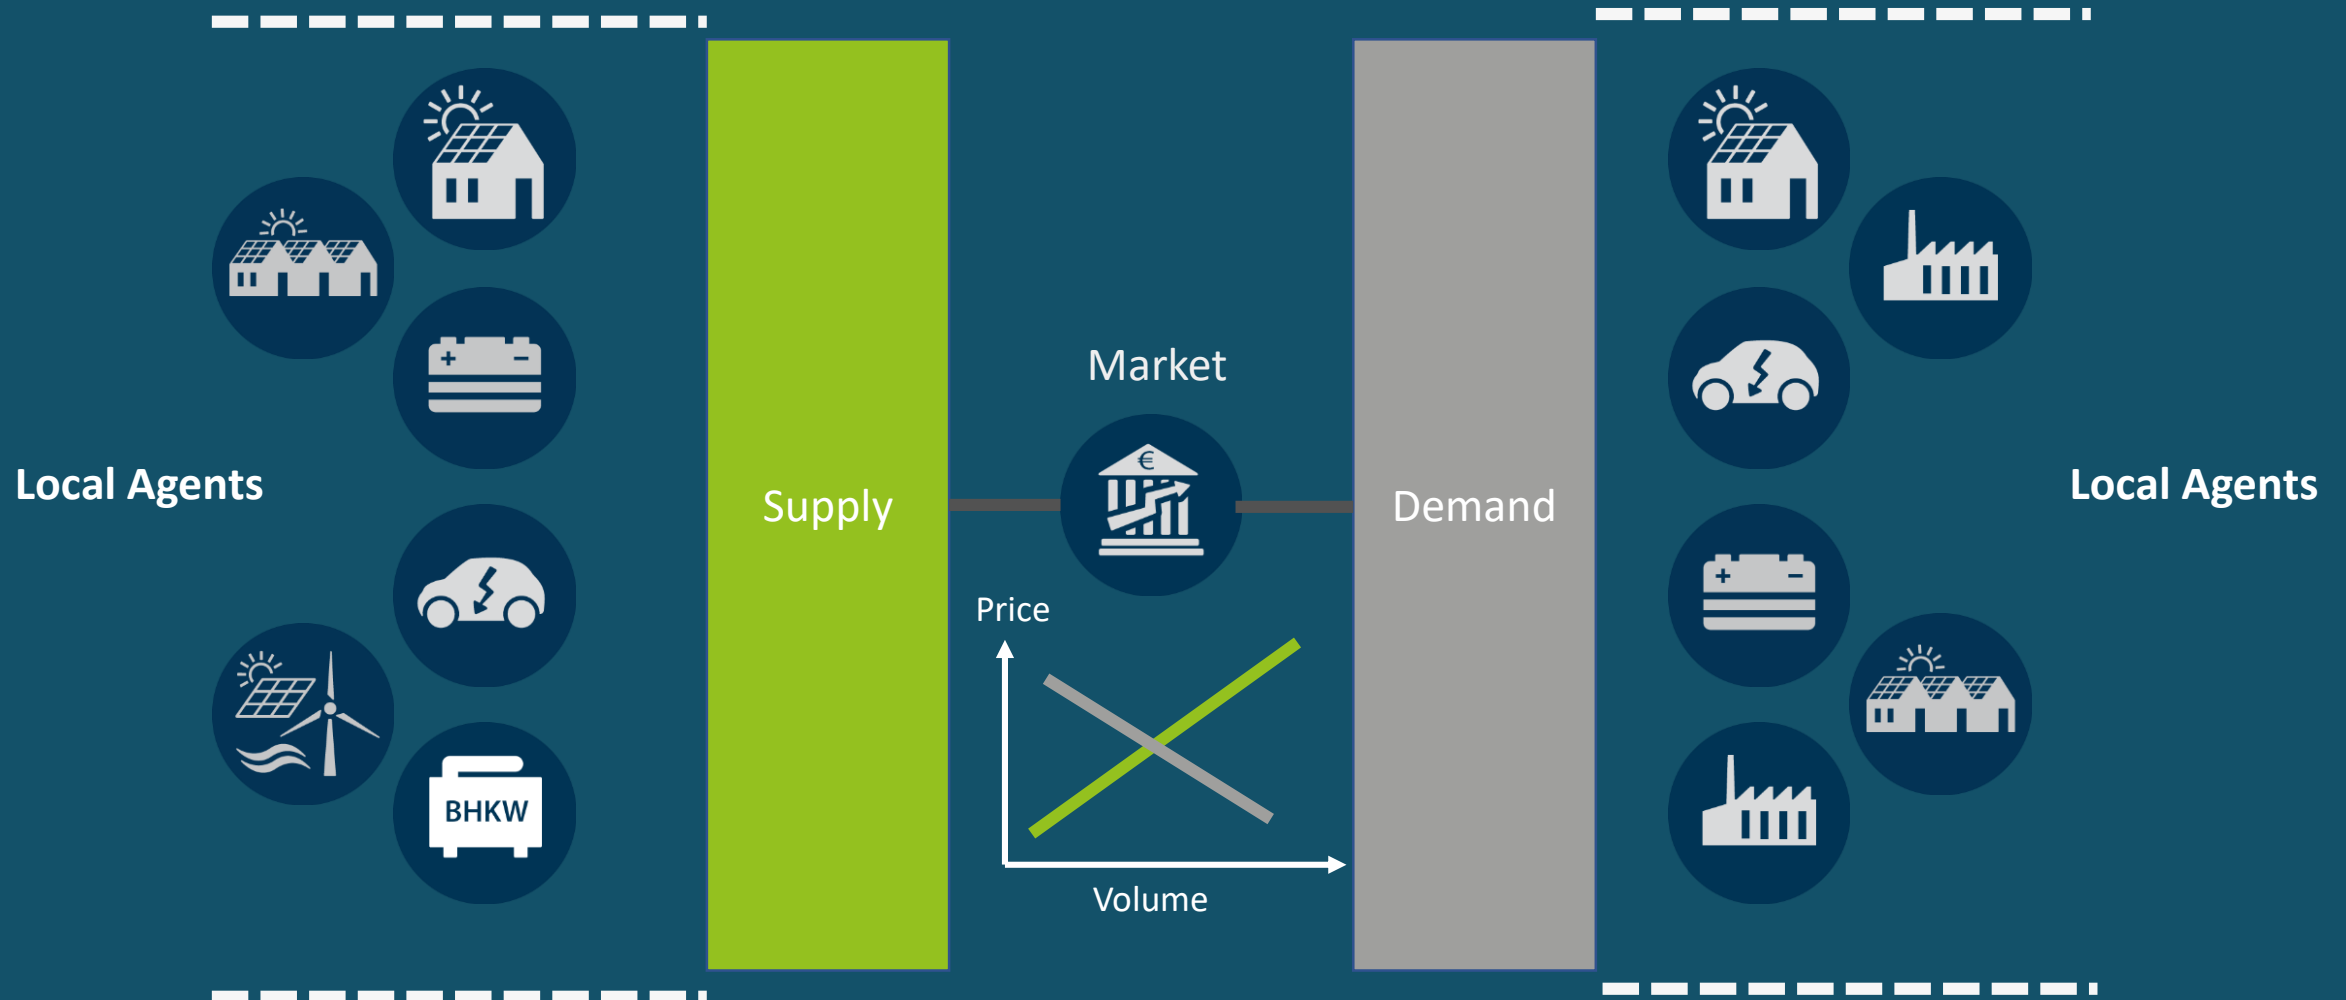 Local Agents
BHKW
Supply
Market
€
Price
Volume
Demand
Local Agents